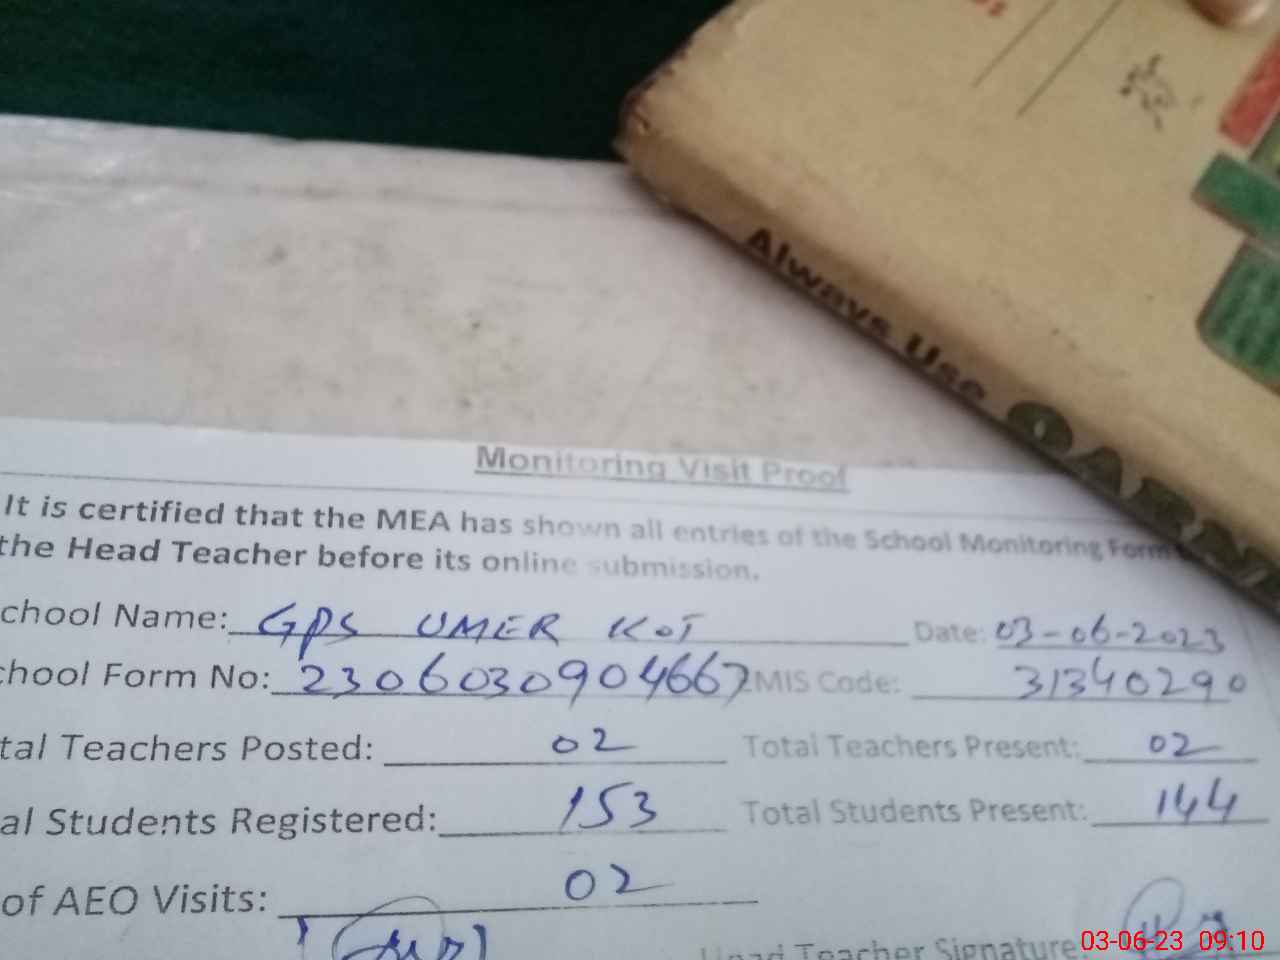 Always Use
Monitoring Visit Proof
It is certified that the MEA has shown all entries of the School Monitoring Form
the Head Teacher before its online submission.
chool Name: GPS UMER KOT Date: 03-06-2023
chool Form No: 2306030904667 EMIS Code: 31340290
tal Teachers Posted: 02 Total Teachers Present: 02
al Students Registered: 153 Total Students Present: 144
of AEO Visits: 02
Head Teacher Signature:
03-06-23 09:10